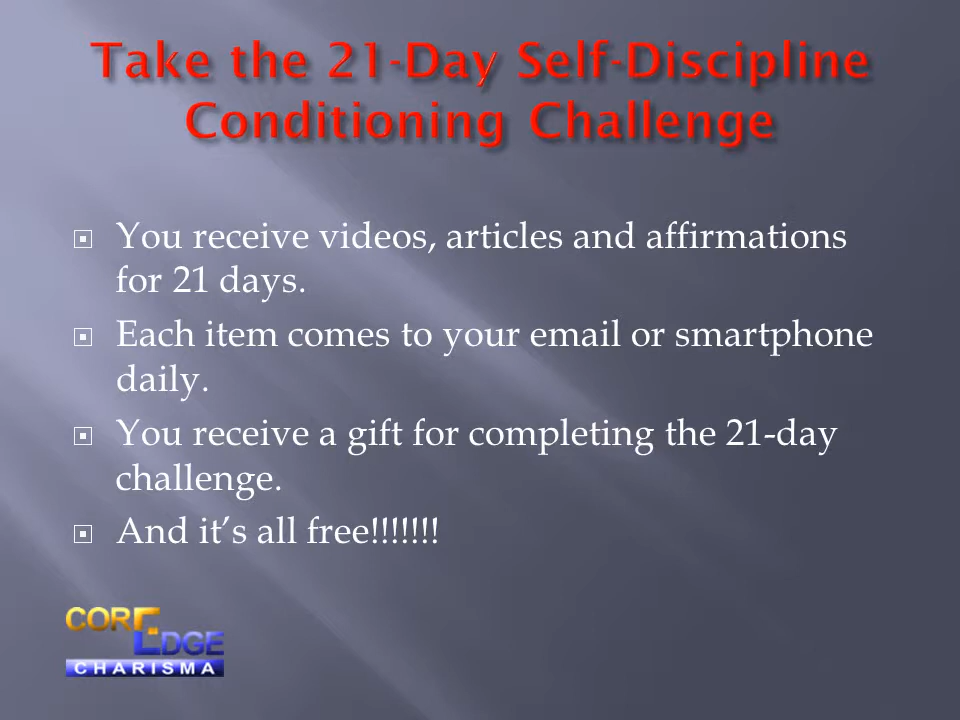 Take the 21-Day Self-Discipline
Conditioning Challenge
You receive videos, articles and affirmations
for 21 days.
Each item comes to your email or smartphone
daily.
You receive a gift for completing the 21-day
challenge.
And it’s all free!!!!!!!
COR EDGE
CHARISMA